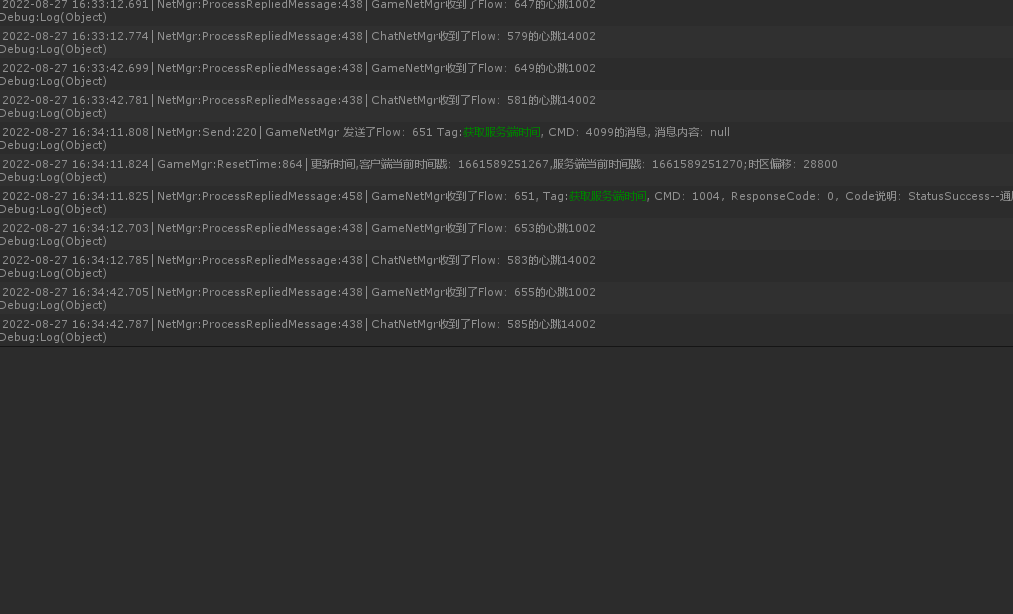 2022-08-27 16:33:12.691|NetMgr:ProcessRepliedMessage:438|GameNetMgr收到了Flow：647的心跳1002
Debug:Log(Object)
2022-08-27 16:33:12.774|NetMgr:ProcessRepliedMessage:438|ChatNetMgr收到了Flow：579的心跳14002
Debug:Log(Object)
2022-08-27 16:33:42.699|NetMgr:ProcessRepliedMessage:438|GameNetMgr收到了Flow：649的心跳1002
Debug:Log(Object)
2022-08-27 16:33:42.781|NetMgr:ProcessRepliedMessage:438|ChatNetMgr收到了Flow：581的心跳14002
Debug:Log(Object)
2022-08-27 16:34:11.808|NetMgr:Send:220|GameNetMgr 发送了Flow：651 Tag:获取服务端时间, CMD：4099的消息, 消息内容：null
Debug:Log(Object)
2022-08-27 16:34:11.824|GameMgr:ResetTime:864|更新时间,客户端当前时间戳：1661589251267,服务端当前时间戳：1661589251270;时区偏移：28800
Debug:Log(Object)
2022-08-27 16:34:11.825|NetMgr:ProcessRepliedMessage:458|GameNetMgr收到了Flow：651, Tag:获取服务端时间, CMD：1004, ResponseCode：0, Code说明：StatusSuccess--通
Debug:Log(Object)
2022-08-27 16:34:12.703|NetMgr:ProcessRepliedMessage:438|GameNetMgr收到了Flow：653的心跳1002
Debug:Log(Object)
2022-08-27 16:34:12.785|NetMgr:ProcessRepliedMessage:438|ChatNetMgr收到了Flow：583的心跳14002
Debug:Log(Object)
2022-08-27 16:34:42.705|NetMgr:ProcessRepliedMessage:438|GameNetMgr收到了Flow：655的心跳1002
Debug:Log(Object)
2022-08-27 16:34:42.787|NetMgr:ProcessRepliedMessage:438|ChatNetMgr收到了Flow：585的心跳14002
Debug:Log(Object)